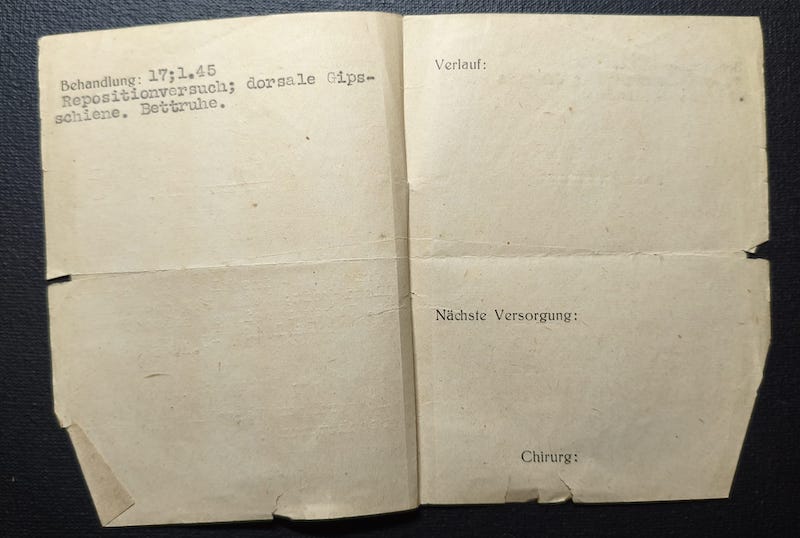 Behandlung: 17;1.45
Repositionversuch; dorsale Gips-
schiene. Bettruhe.
Verlauf:
Nächste Versorgung:
Chirurg: